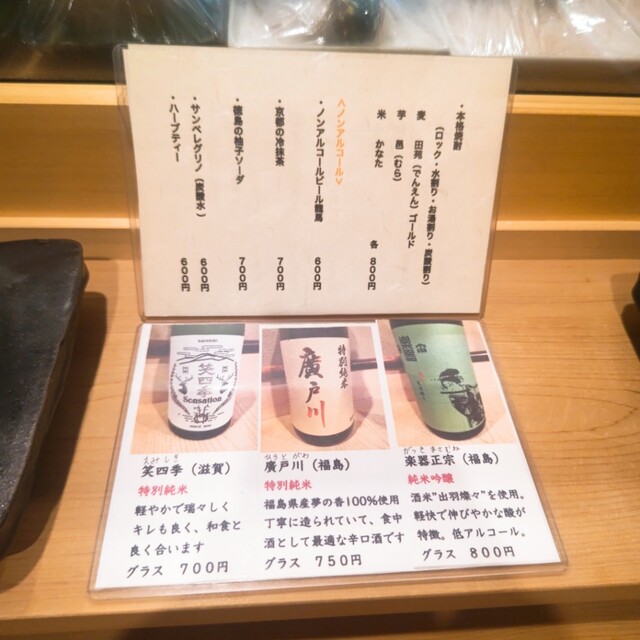 ・本格焼酎
(ロック・水割り・お湯割り・炭酸割り)
麦 田苑(でんえん)ゴールド
芋 邑(むら)
米 かなた
各 800円
<ノンアルコール>
・ノンアルコールビール龍馬 600円
・京都の冷抹茶 700円
・徳島の柚子ソーダ 700円
・サンペレグリノ(炭酸水) 600円
・ハーブティー 600円
笑四季
Sensation
特別純米
廣戸川
えみしき
笑四季(滋賀)
特別純米
軽やかで瑞々しく
キレも良く、和食と
良く合います
グラス 700円
ひろと がわ
廣戸川(福島)
特別純米
福島県産夢の香100%使用
丁寧に造られていて、食中
酒として最適な辛口酒です
グラス 750円
がっき まさむね
楽器正宗(福島)
純米吟醸
酒米"出羽燦々"を使用。
軽快で伸びやかな酸が
特徴。低アルコール。
グラス 800円